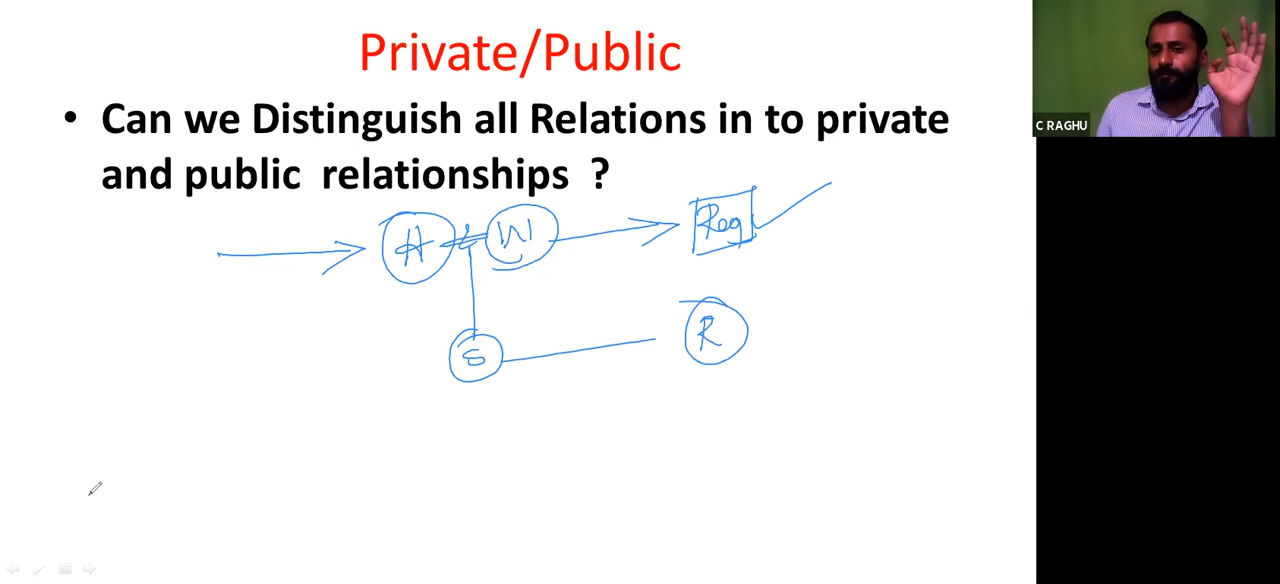 Private/Public
• Can we Distinguish all Relations in to private
and public relationships ?
H W Reg
S R
C RAGHU